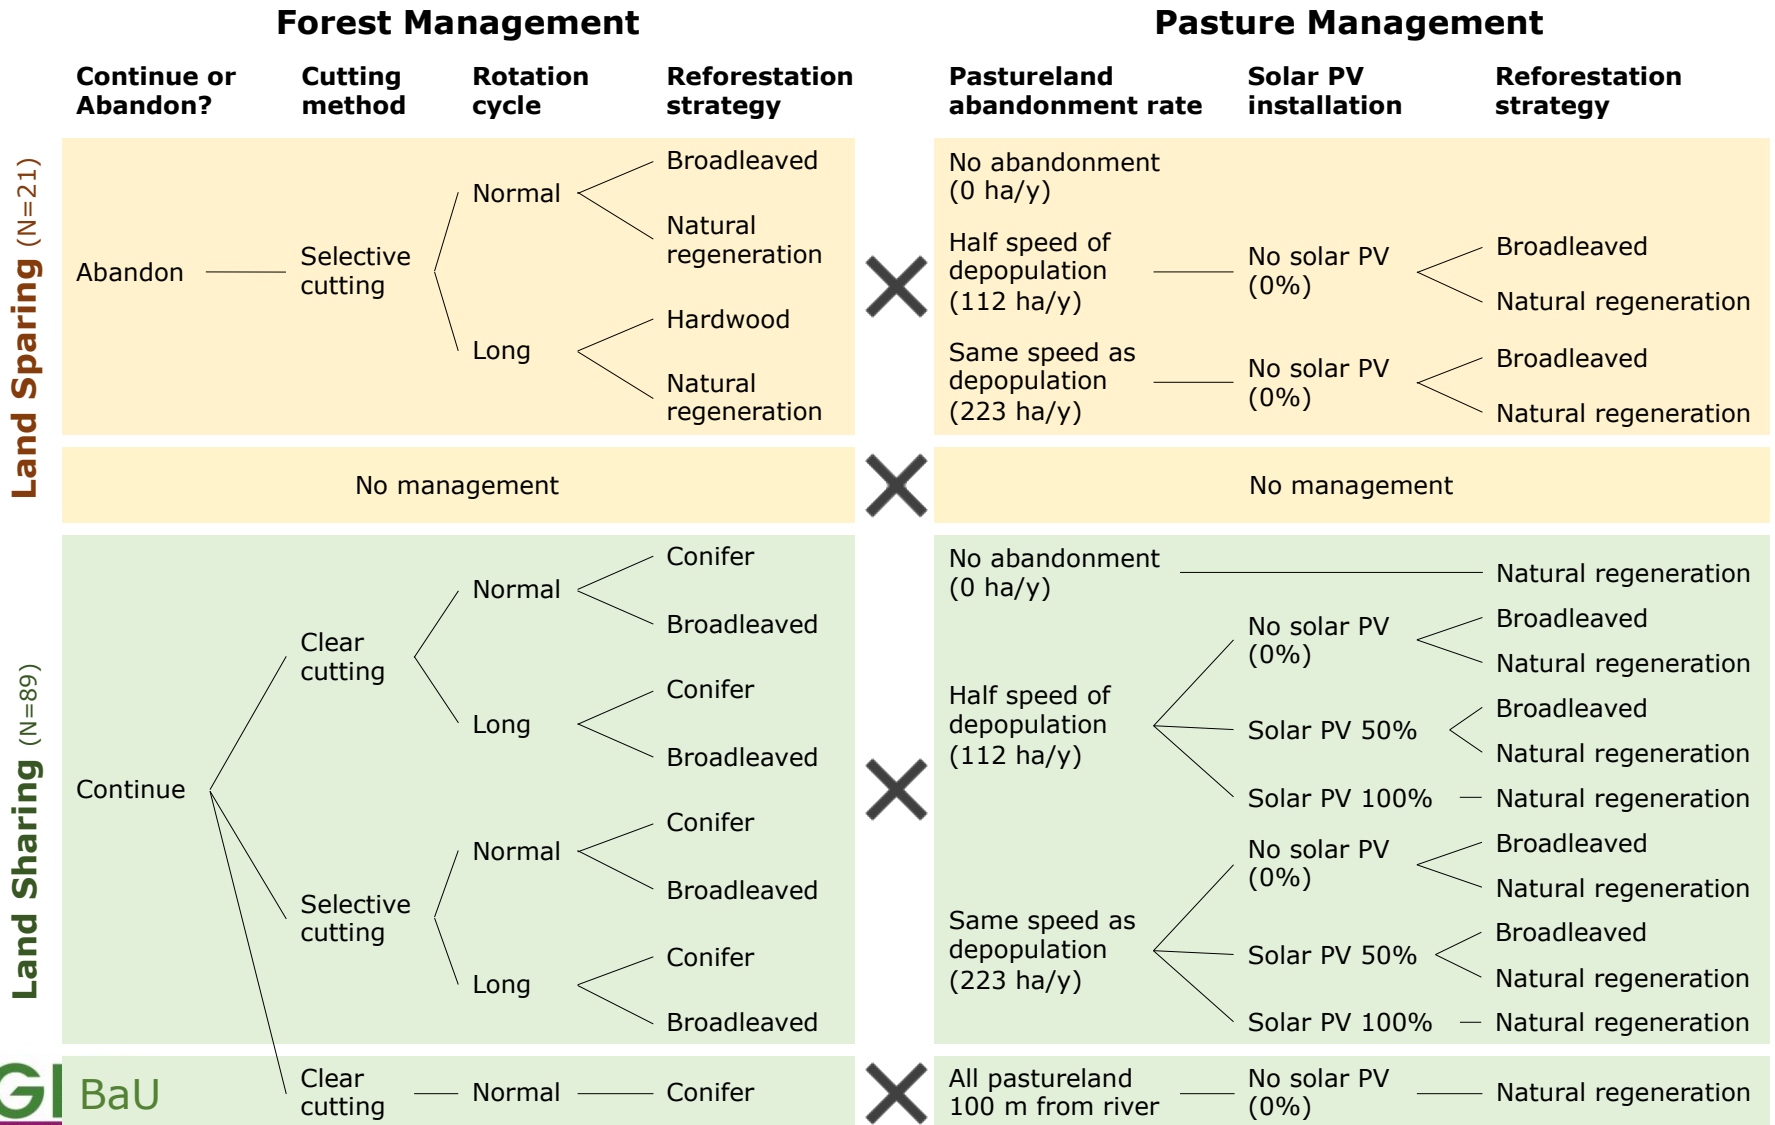 Forest Management
Pasture Management
Continue or
Abandon?
Cutting
method
Rotation
cycle
Reforestation
strategy
Pastureland
abandonment rate
Solar PV
installation
Reforestation
strategy
Land Sparing (N=21)
Abandon
Selective
cutting
Normal
Broadleaved
Natural
regeneration
Long
Hardwood
Natural
regeneration
No abandonment
(0 ha/y)
Half speed of
depopulation
(112 ha/y)
No solar PV
(0%)
Broadleaved
Natural regeneration
Same speed as
depopulation
(223 ha/y)
No solar PV
(0%)
Broadleaved
Natural regeneration
No management
No management
Land Sharing (N=89)
Continue
Clear
cutting
Normal
Conifer
Broadleaved
Long
Conifer
Broadleaved
Selective
cutting
Normal
Conifer
Broadleaved
Long
Conifer
Broadleaved
No abandonment
(0 ha/y)
Natural regeneration
Half speed of
depopulation
(112 ha/y)
No solar PV
(0%)
Broadleaved
Natural regeneration
Solar PV 50%
Broadleaved
Natural regeneration
Solar PV 100%
Natural regeneration
Same speed as
depopulation
(223 ha/y)
No solar PV
(0%)
Broadleaved
Natural regeneration
Solar PV 50%
Broadleaved
Natural regeneration
Solar PV 100%
Natural regeneration
BaU
Clear
cutting
Normal
Conifer
All pastureland
100 m from river
No solar PV
(0%)
Natural regeneration